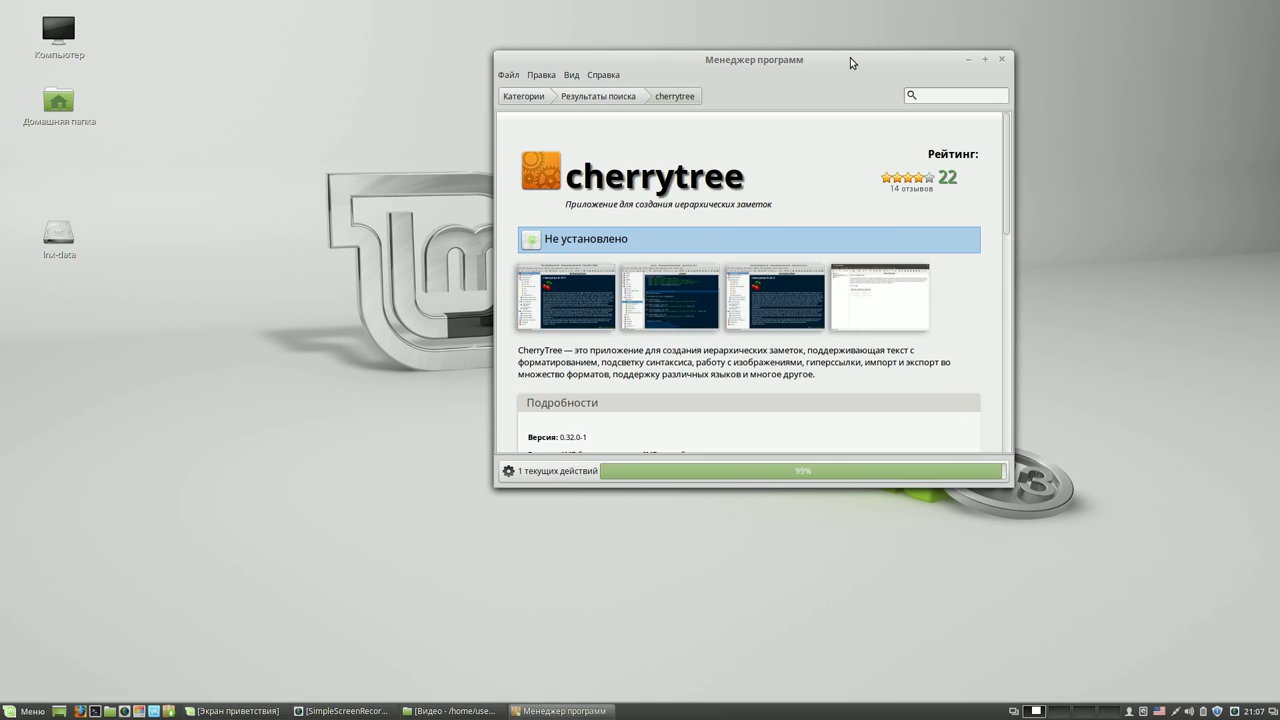 Компьютер
Домашняя папка
lnx-data
Менеджер программ
Файл Правка Вид Справка
Категории Результаты поиска cherrytree
cherrytree
Приложение для создания иерархических заметок
Рейтинг:
22
14 отзывов
Не установлено
CherryTree — это приложение для создания иерархических заметок, поддерживающая текст с
форматированием, подсветку синтаксиса, работу с изображениями, гиперссылки, импорт и экспорт во
множество форматов, поддержку различных языков и многое другое.
Подробности
Версия: 0.32.0-1
1 текущих действий 99%
Меню [Экран приветствия] [SimpleScreenRecor... [Видео - /home/use... Менеджер программ 21:07